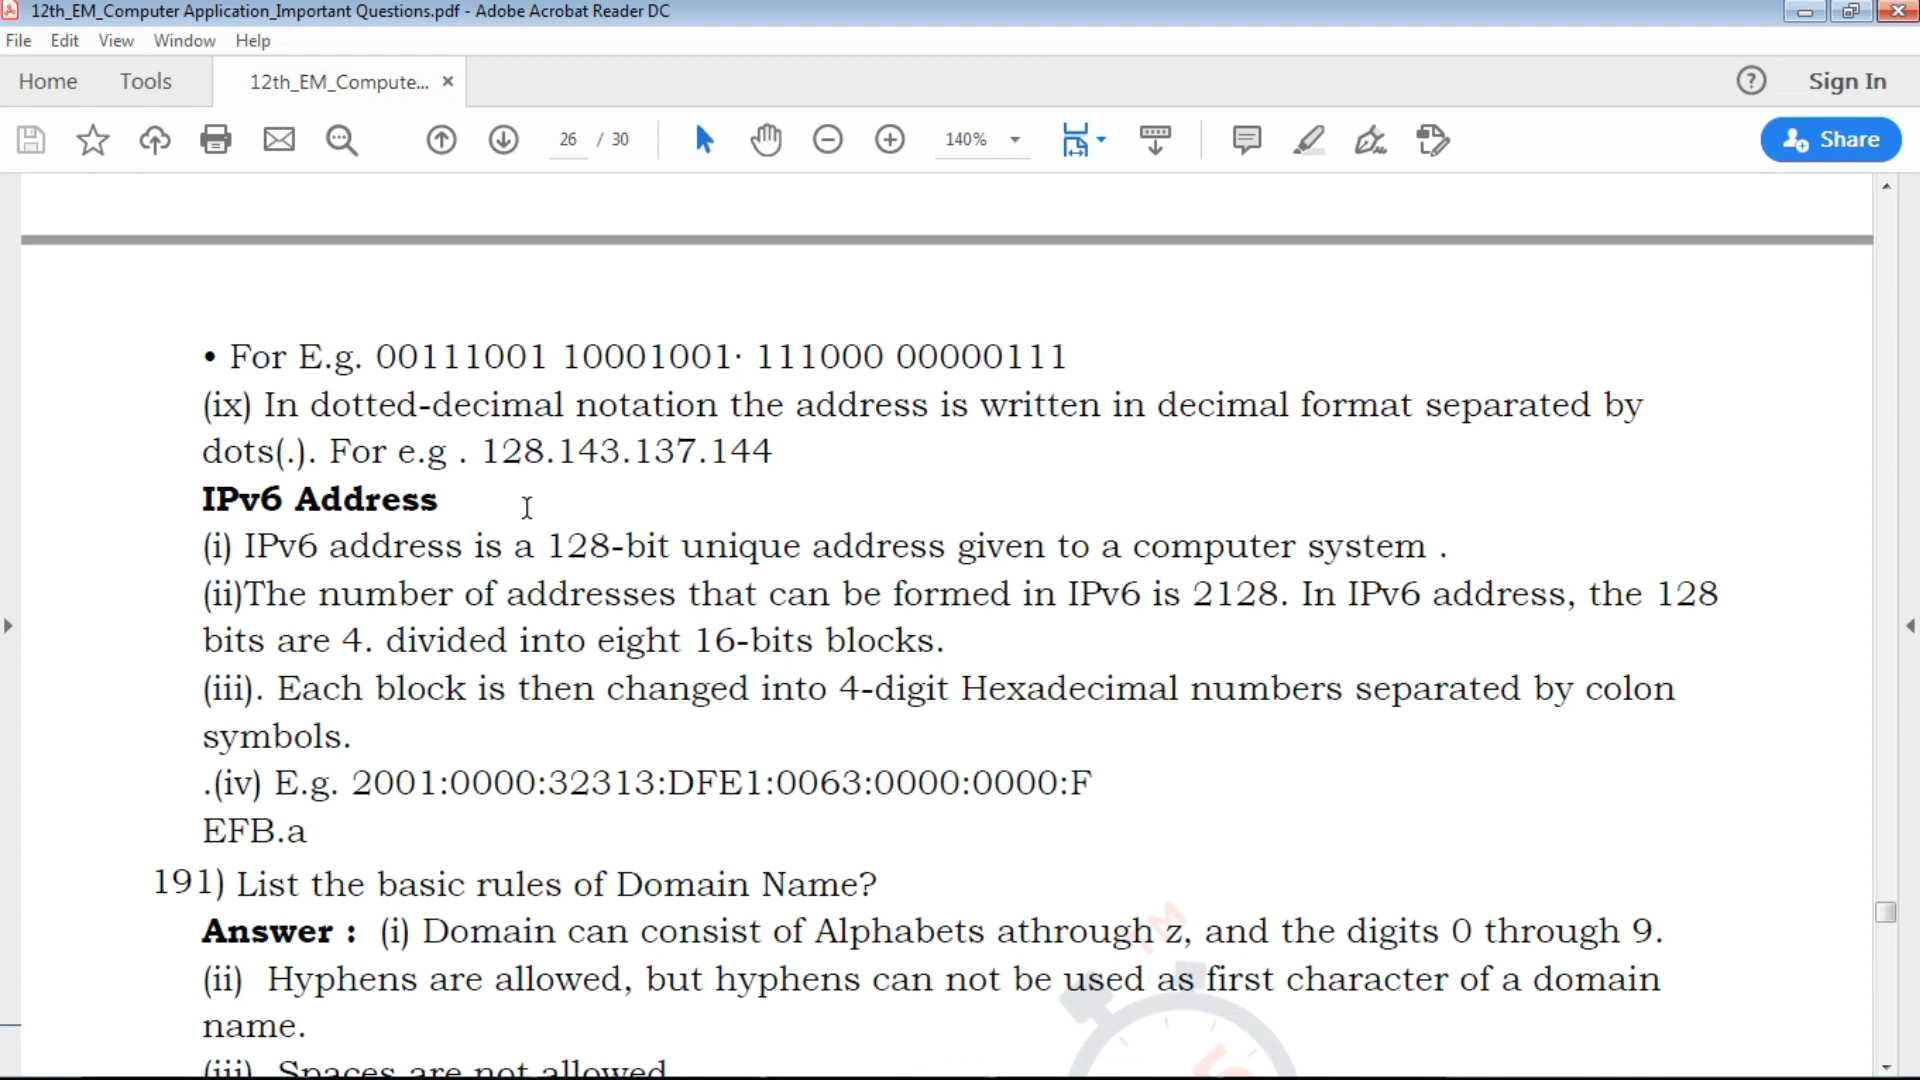 12th_EM_Computer Application_Important Questions.pdf - Adobe Acrobat Reader DC
File Edit View Window Help
Home Tools 12th_EM_Compute... × ? Sign In
26 / 30 140% Share
• For E.g. 00111001 10001001· 111000 00000111
(ix) In dotted-decimal notation the address is written in decimal format separated by
dots(.). For e.g . 128.143.137.144
IPv6 Address
(i) IPv6 address is a 128-bit unique address given to a computer system .
(ii)The number of addresses that can be formed in IPv6 is 2128. In IPv6 address, the 128
bits are 4. divided into eight 16-bits blocks.
(iii). Each block is then changed into 4-digit Hexadecimal numbers separated by colon
symbols.
.(iv) E.g. 2001:0000:32313:DFE1:0063:0000:0000:F
EFB.a
191) List the basic rules of Domain Name?
Answer : (i) Domain can consist of Alphabets athrough z, and the digits 0 through 9.
(ii) Hyphens are allowed, but hyphens can not be used as first character of a domain
name.
(iii) Spaces are not allowed